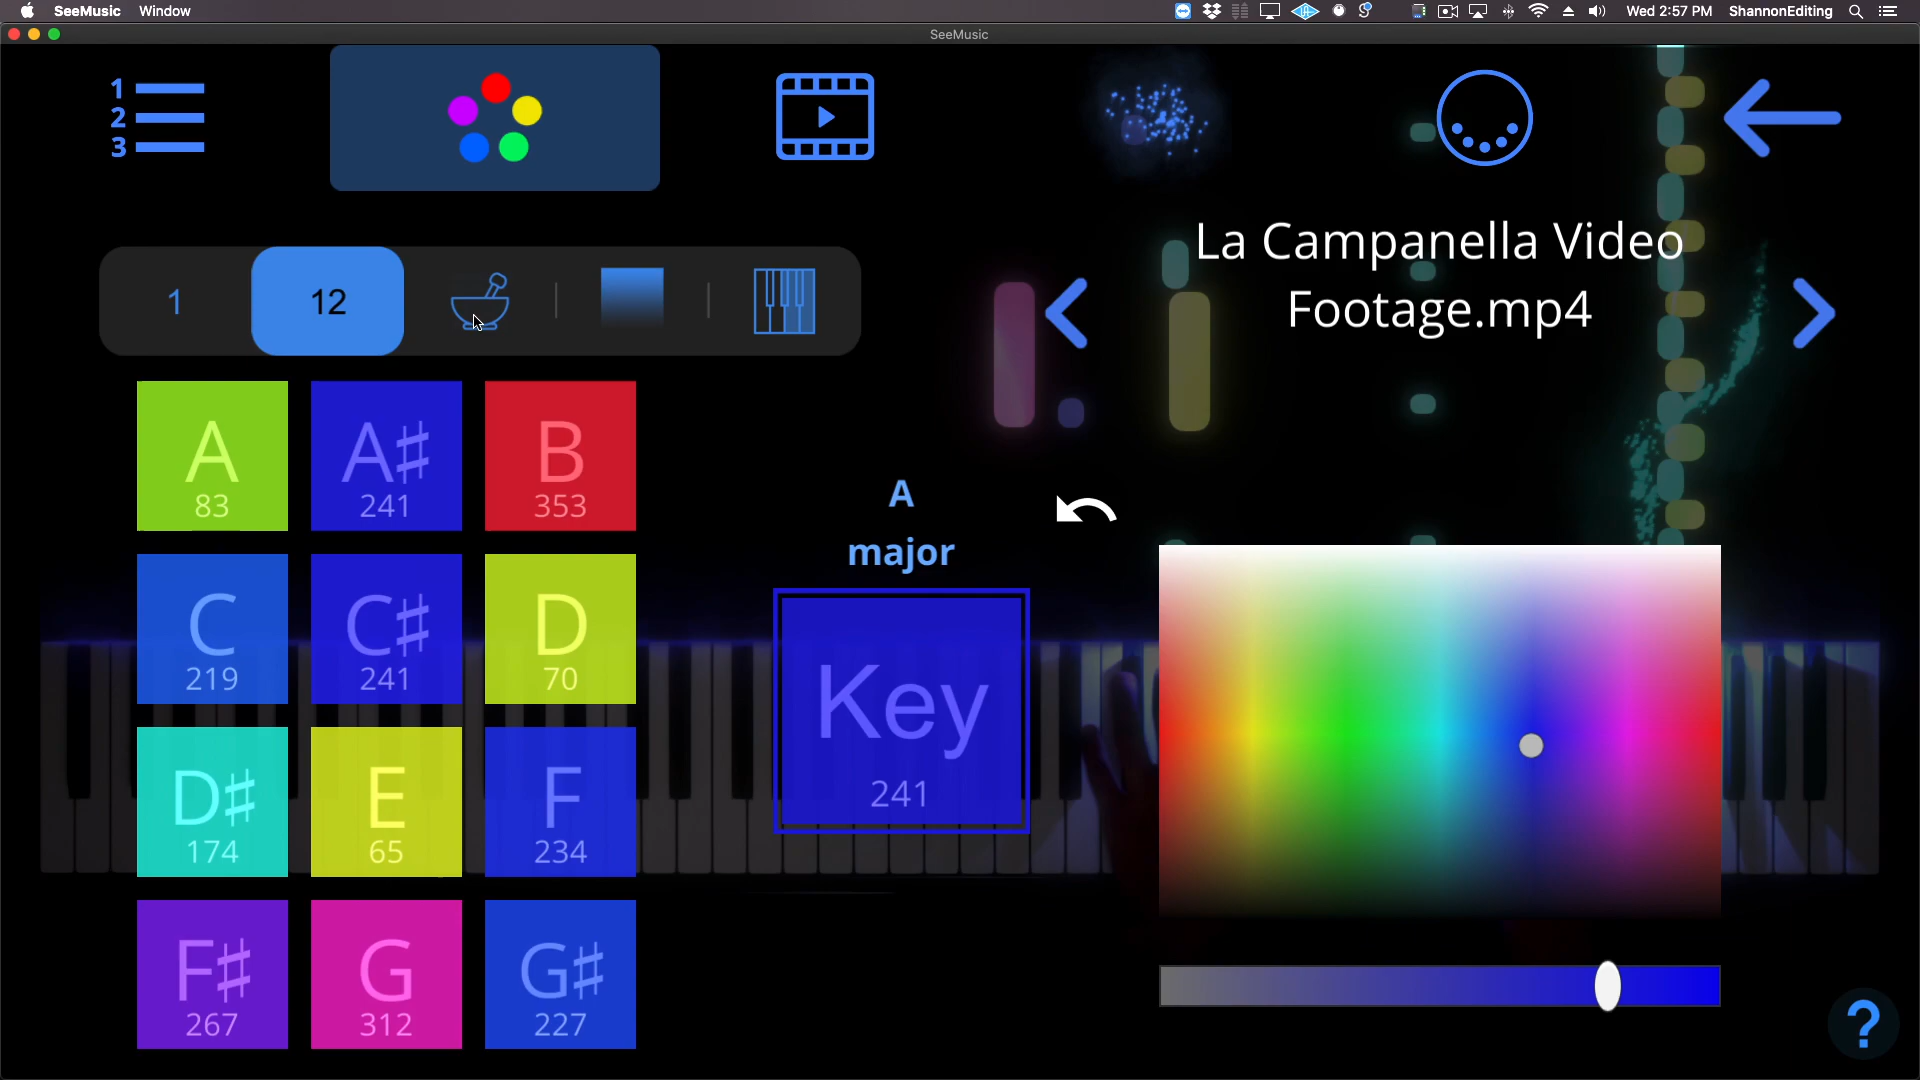 SeeMusic Window
Wed 2:57 PM ShannonEditing
SeeMusic
1
2
3
1
12
La Campanella Video
Footage.mp4
A
83
A♯
241
B
353
C
219
C♯
241
D
70
D♯
174
E
65
F
234
F♯
267
G
312
G♯
227
A
major
Key
241
?